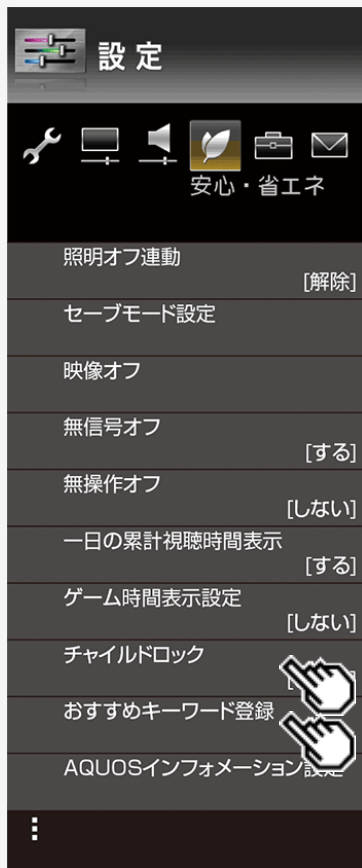 設定
安心・省エネ
照明オフ連動
[解除]
セーブモード設定
映像オフ
無信号オフ
[する]
無操作オフ
[しない]
一日の累計視聴時間表示
[する]
ゲーム時間表示設定
[しない]
チャイルドロック
おすすめキーワード登録
AQUOSインフォメーション設定